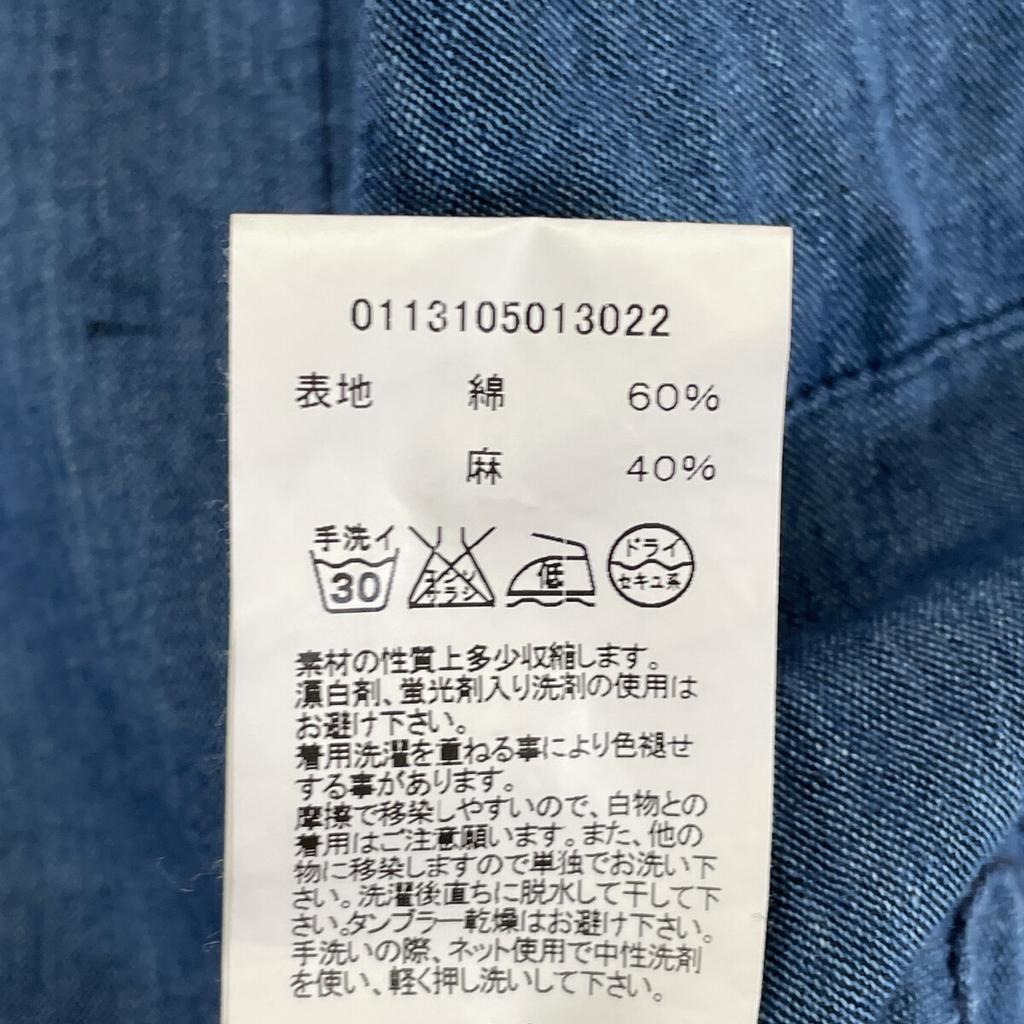 0113105013022
表地 綿 60%
麻 40%
手洗イ
30
エンソ
サラシ
低
ドライ
セキユ系
素材の性質上多少収縮します。
漂白剤、蛍光剤入り洗剤の使用は
お避け下さい。
着用洗濯を重ねる事により色褪せ
する事があります。
摩擦で移染しやすいので、白物との
着用はご注意願います。また、他の
物に移染しますので単独でお洗い下
さい。洗濯後直ちに脱水して干して下
さい。タンブラー乾燥はお避け下さい。
手洗いの際、ネット使用で中性洗剤
を使い、軽く押し洗いして下さい。